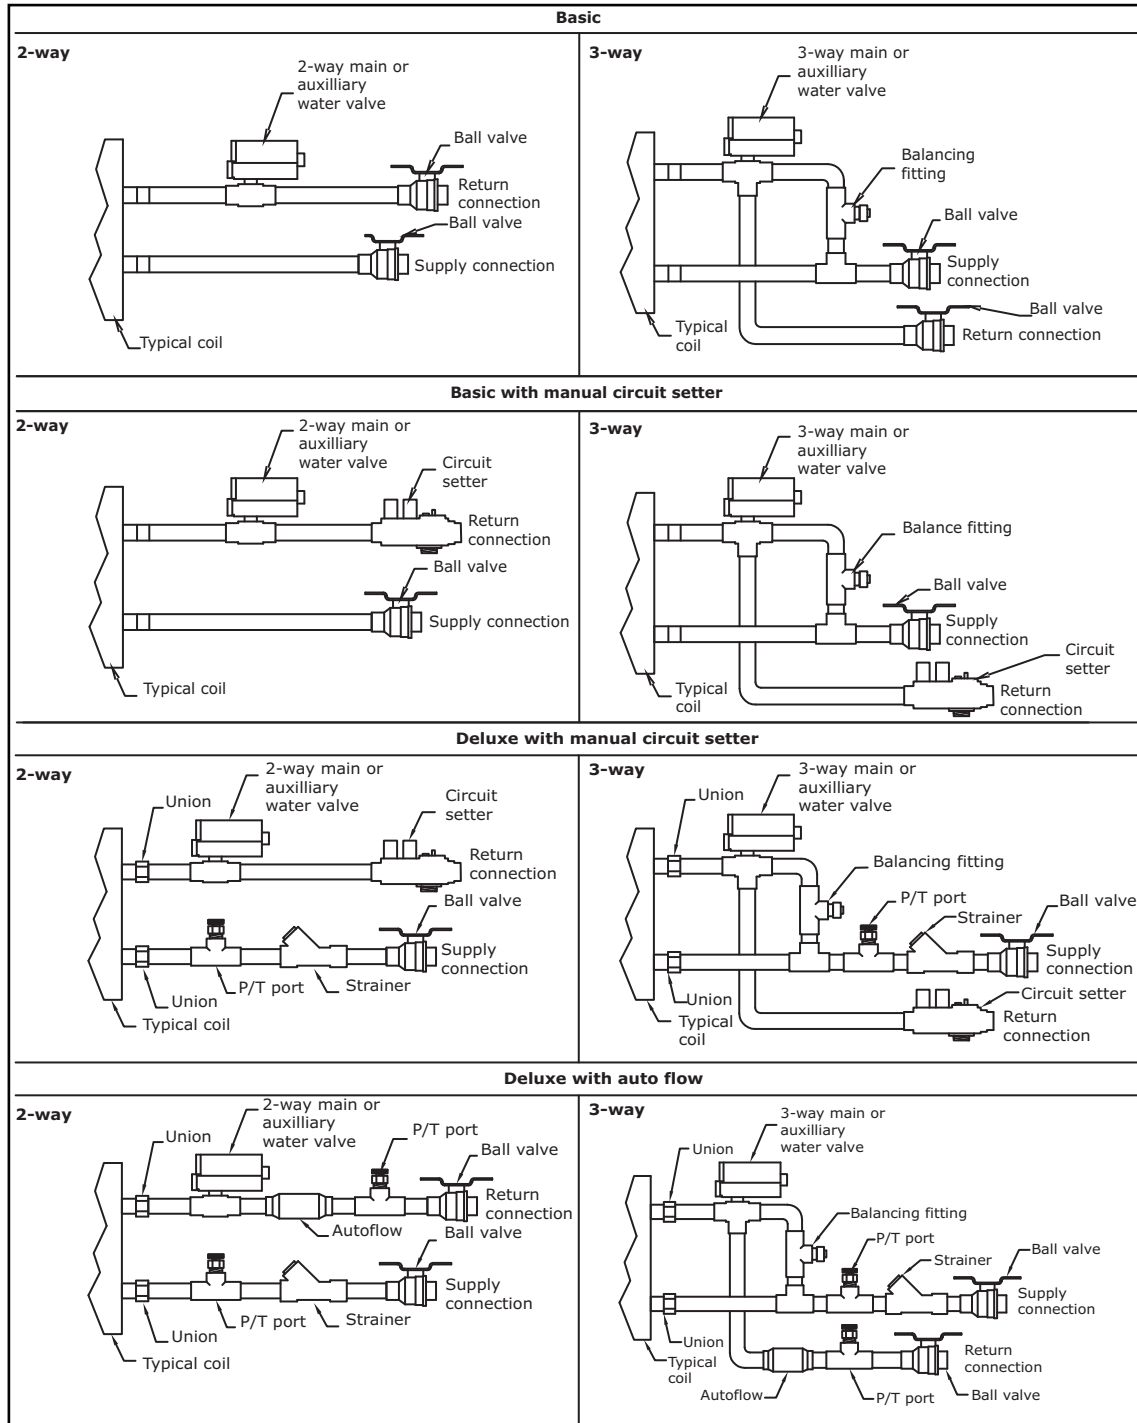 Basic
2-way
2-way main or
auxilliary
water valve
Ball valve
Return
connection
Ball valve
Supply connection
Typical coil
3-way
3-way main or
auxilliary
water valve
Balancing
fitting
Ball valve
Supply
connection
Ball valve
Return connection
Typical
coil
Basic with manual circuit setter
2-way
2-way main or
auxilliary
water valve
Circuit
setter
Return
connection
Ball valve
Supply connection
Typical coil
3-way
3-way main or
auxilliary
water valve
Balance fitting
Ball valve
Supply
connection
Circuit
setter
Return
connection
Typical
coil
Deluxe with manual circuit setter
2-way
2-way main or
auxilliary
water valve
Union
Circuit
setter
Return
connection
Ball valve
Supply
connection
P/T port
Strainer
Union
Typical coil
3-way
3-way main or
auxilliary
water valve
Union
Balancing fitting
P/T port
Strainer
Ball valve
Supply
connection
Union
Circuit setter
Return
connection
Typical
coil
Deluxe with auto flow
2-way
2-way main or
auxilliary
water valve
Union
P/T port
Ball valve
Return
connection
Autoflow
Ball valve
Supply
connection
P/T port
Strainer
Union
Typical coil
3-way
3-way main or
auxilliary
water valve
Union
Balancing fitting
P/T port
Strainer
Ball valve
Supply
connection
Union
Typical
coil
Return
connection
Autoflow
P/T port
Ball valve